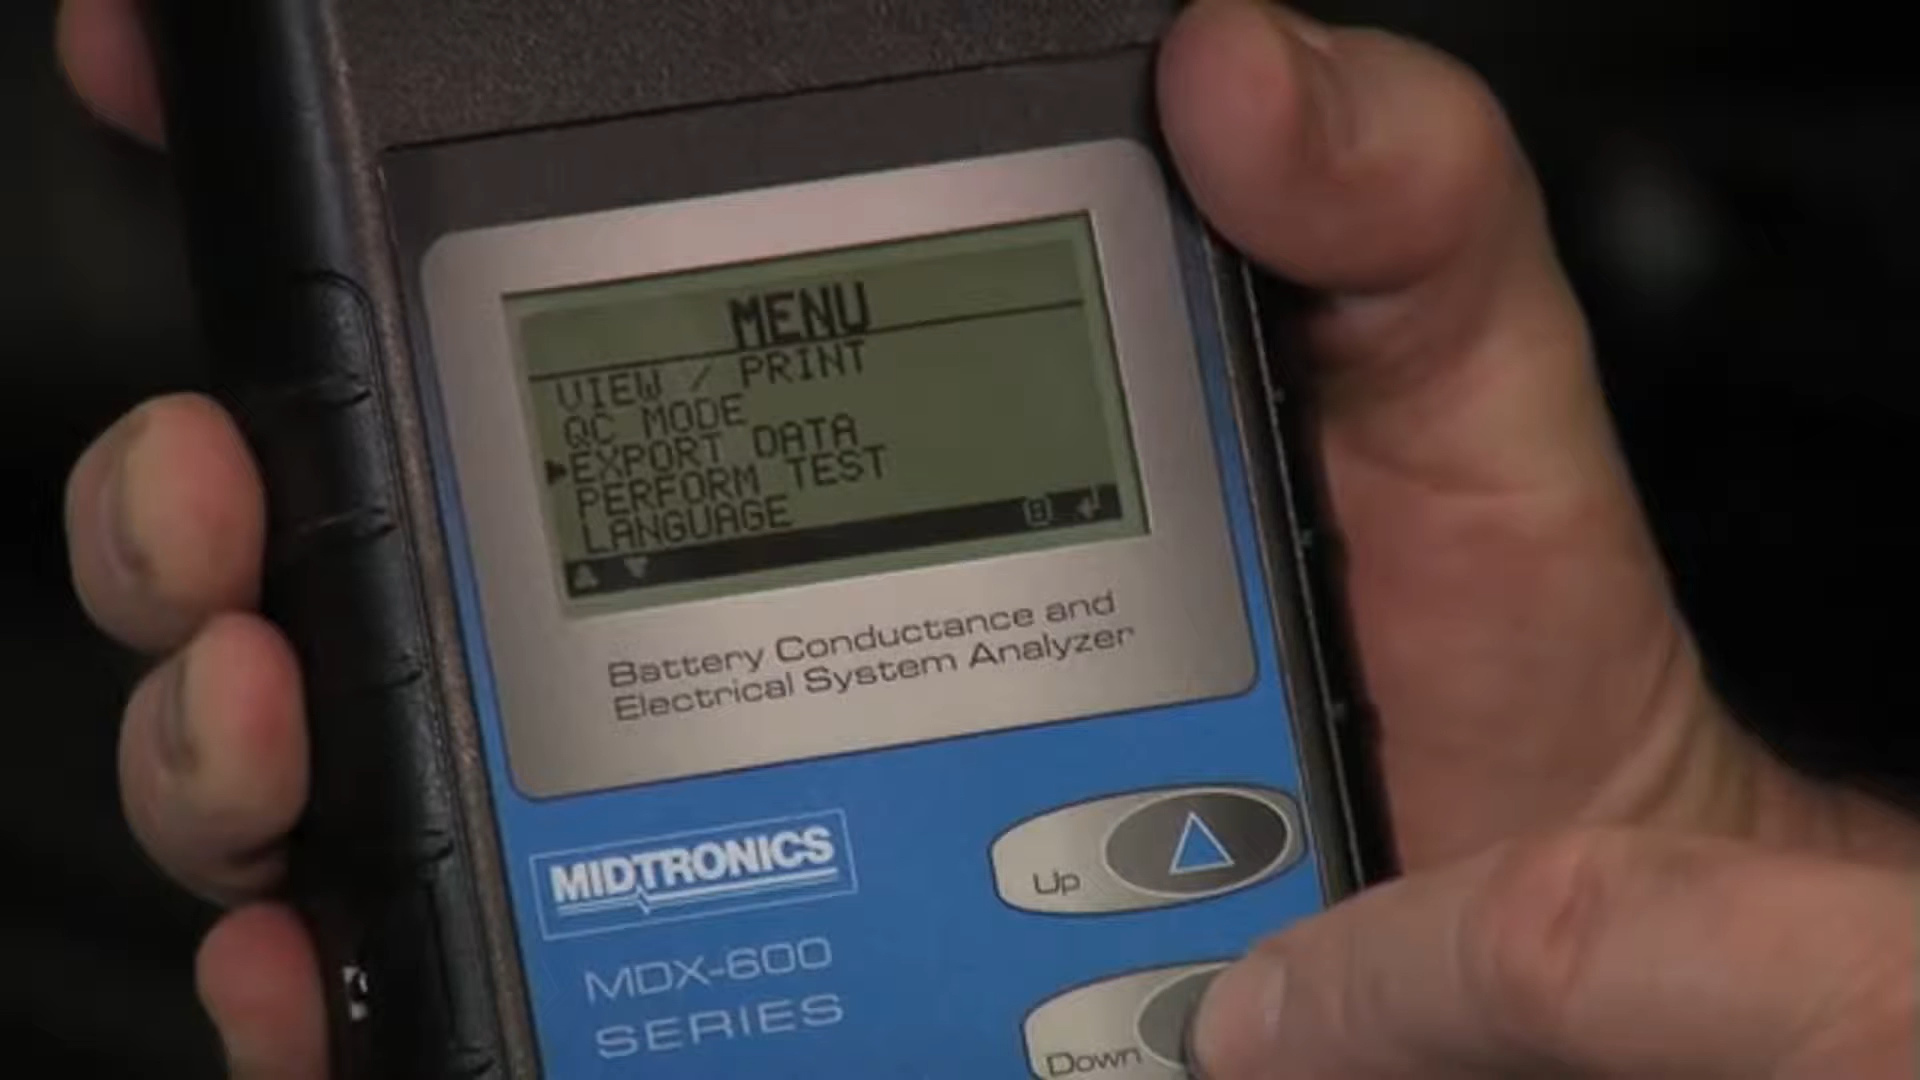 MENU
VIEW / PRINT
QC MODE
EXPORT DATA
PERFORM TEST
LANGUAGE
Battery Conductance and
Electrical System Analyzer
MIDTRONICS
MDX-600
SERIES
Up
Down